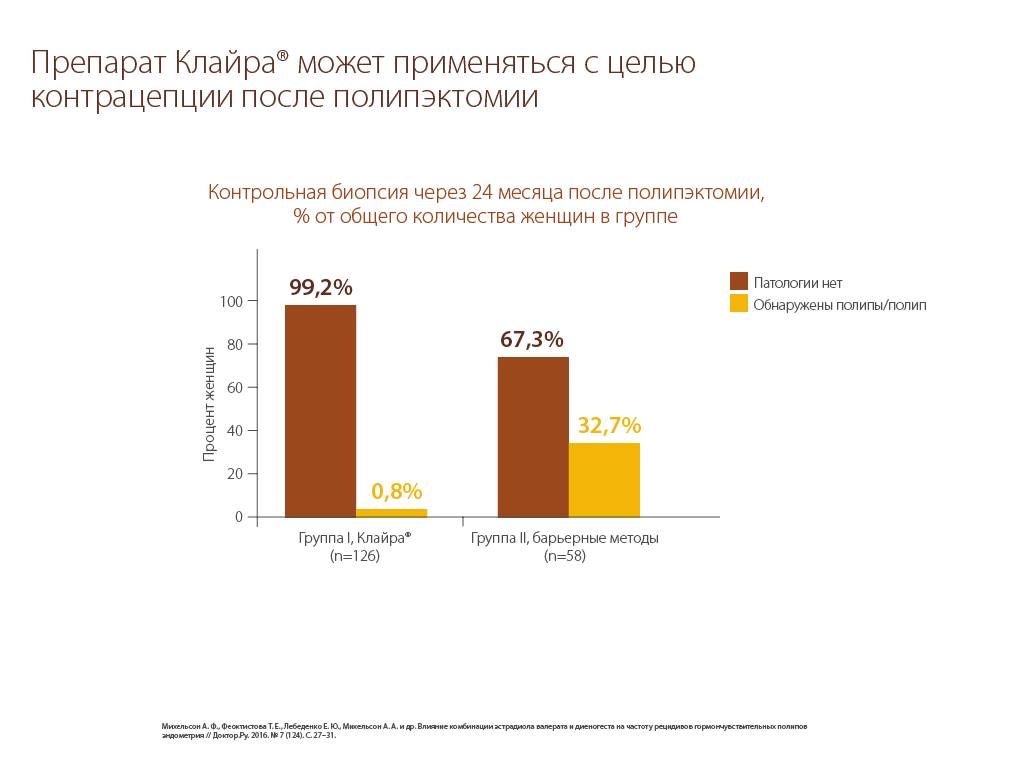 Препарат Клайра® может применяться с целью
контрацепции после полипэктомии
Контрольная биопсия через 24 месяца после полипэктомии,
% от общего количества женщин в группе
99,2%
67,3%
32,7%
0,8%
Патологии нет
Обнаружены полипы/полип
Процент женщин
100
80
60
40
20
0
Группа I, Клайра®
(n=126)
Группа II, барьерные методы
(n=58)
Михельсон А. Ф., Феоктистова Т. Е., Лебеденко Е. Ю., Михельсон А. А. и др. Влияние комбинации эстрадиола валерата и диеногеста на частоту рецидивов гормончувствительных полипов
эндометрия // Доктор.Ру. 2016. № 7 (124). С. 27–31.